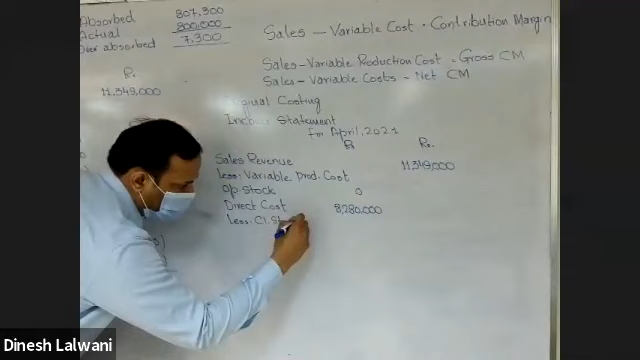 Absorbed 807,300
Actual 800,000
Over absorbed 7,300
Sales – Variable Cost = Contribution Margin
Sales – Variable Production Cost = Gross CM
Sales – Variable Costs = Net CM
Rs.
11,349,000
Costing
Income Statement
for April, 2021
Rs Rs.
Sales Revenue 11,349,000
Less: Variable Prod. Cost
Op. Stock 0
Direct Cost 8,280,000
Less: Cl. St
Dinesh Lalwani